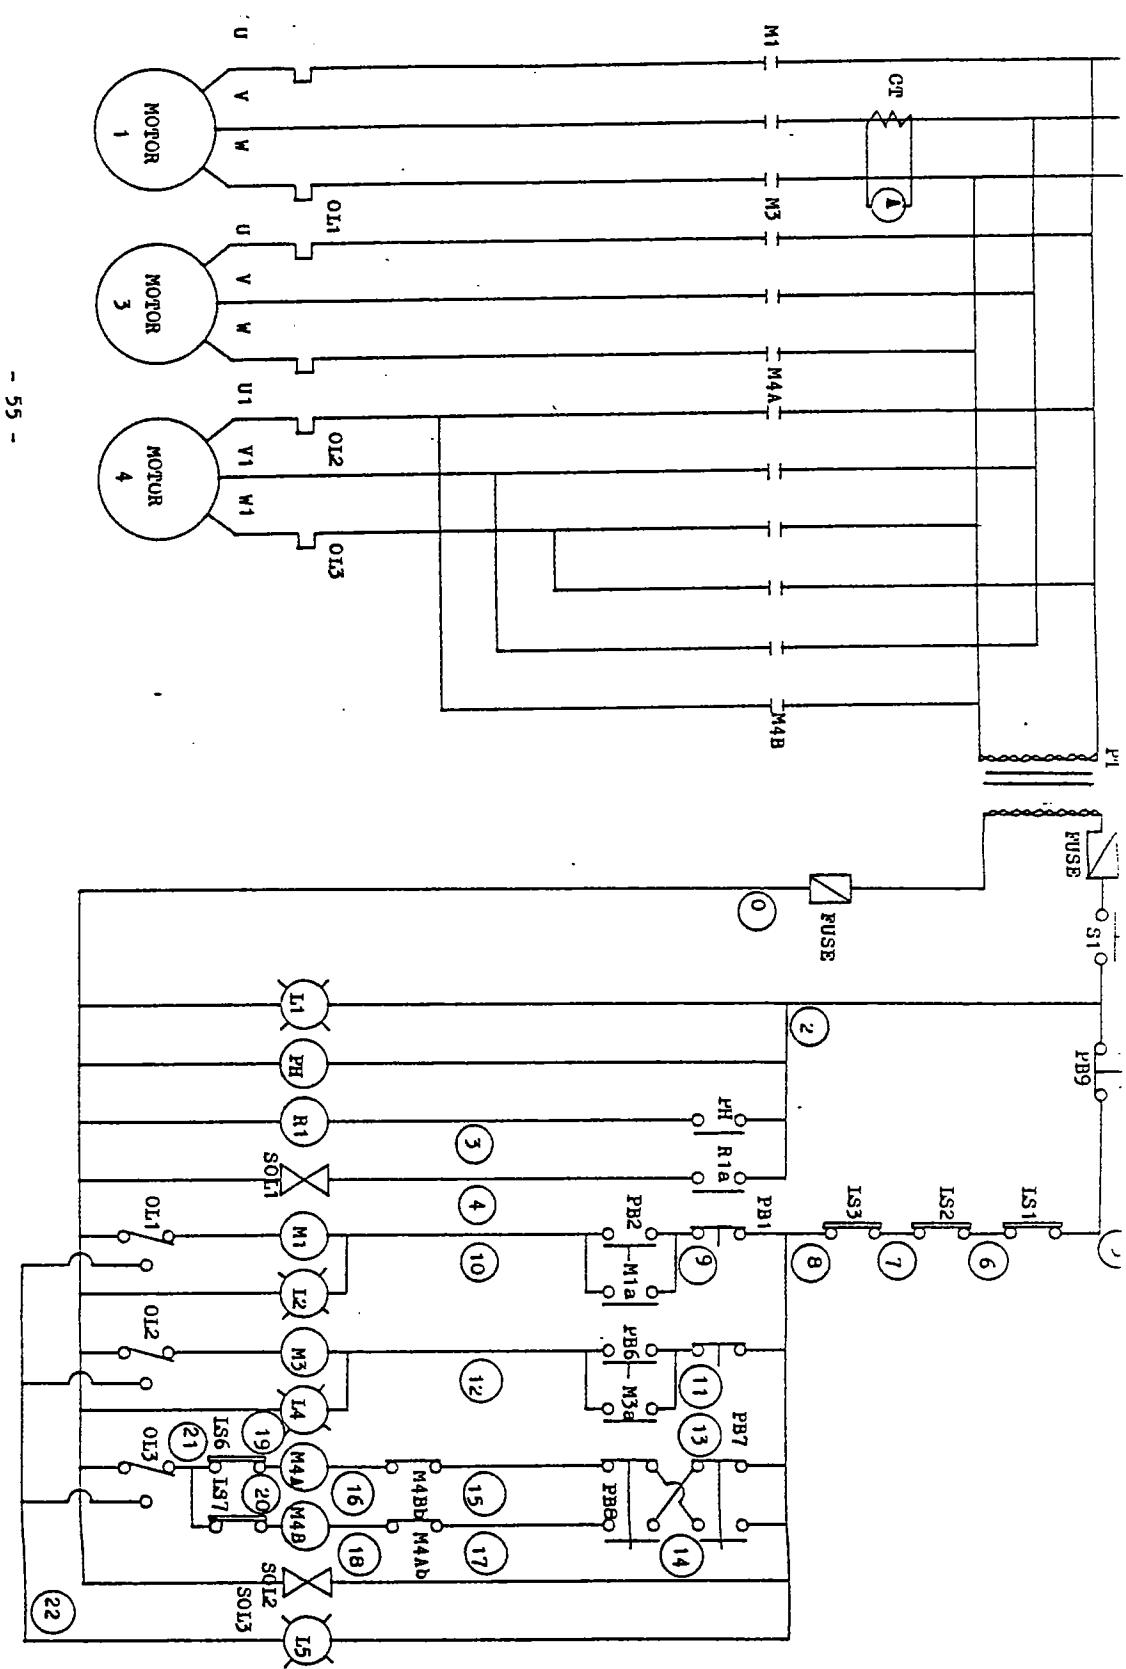 M1
CT
A
U
V
W
MOTOR
1
OL1
M3
U
V
W
MOTOR
3
M4A
U1
V1
W1
MOTOR
4
OL2
OL3
M4B
FUSE
S1
PB9
FUSE
0
2
L1
PH
R1
PH
3
R1a
4
SOL1
LS1
6
LS2
7
LS3
8
PB1
9
PB2
M1a
10
M1
OL1
L2
11
PB6
M3a
12
M3
OL2
L4
PB7
13
14
PB8
15
M4Bb
16
M4A
19
LS6
21
OL3
17
M4Ab
18
M4B
20
LS7
SOL2
SOL3
L5
22
- 55 -